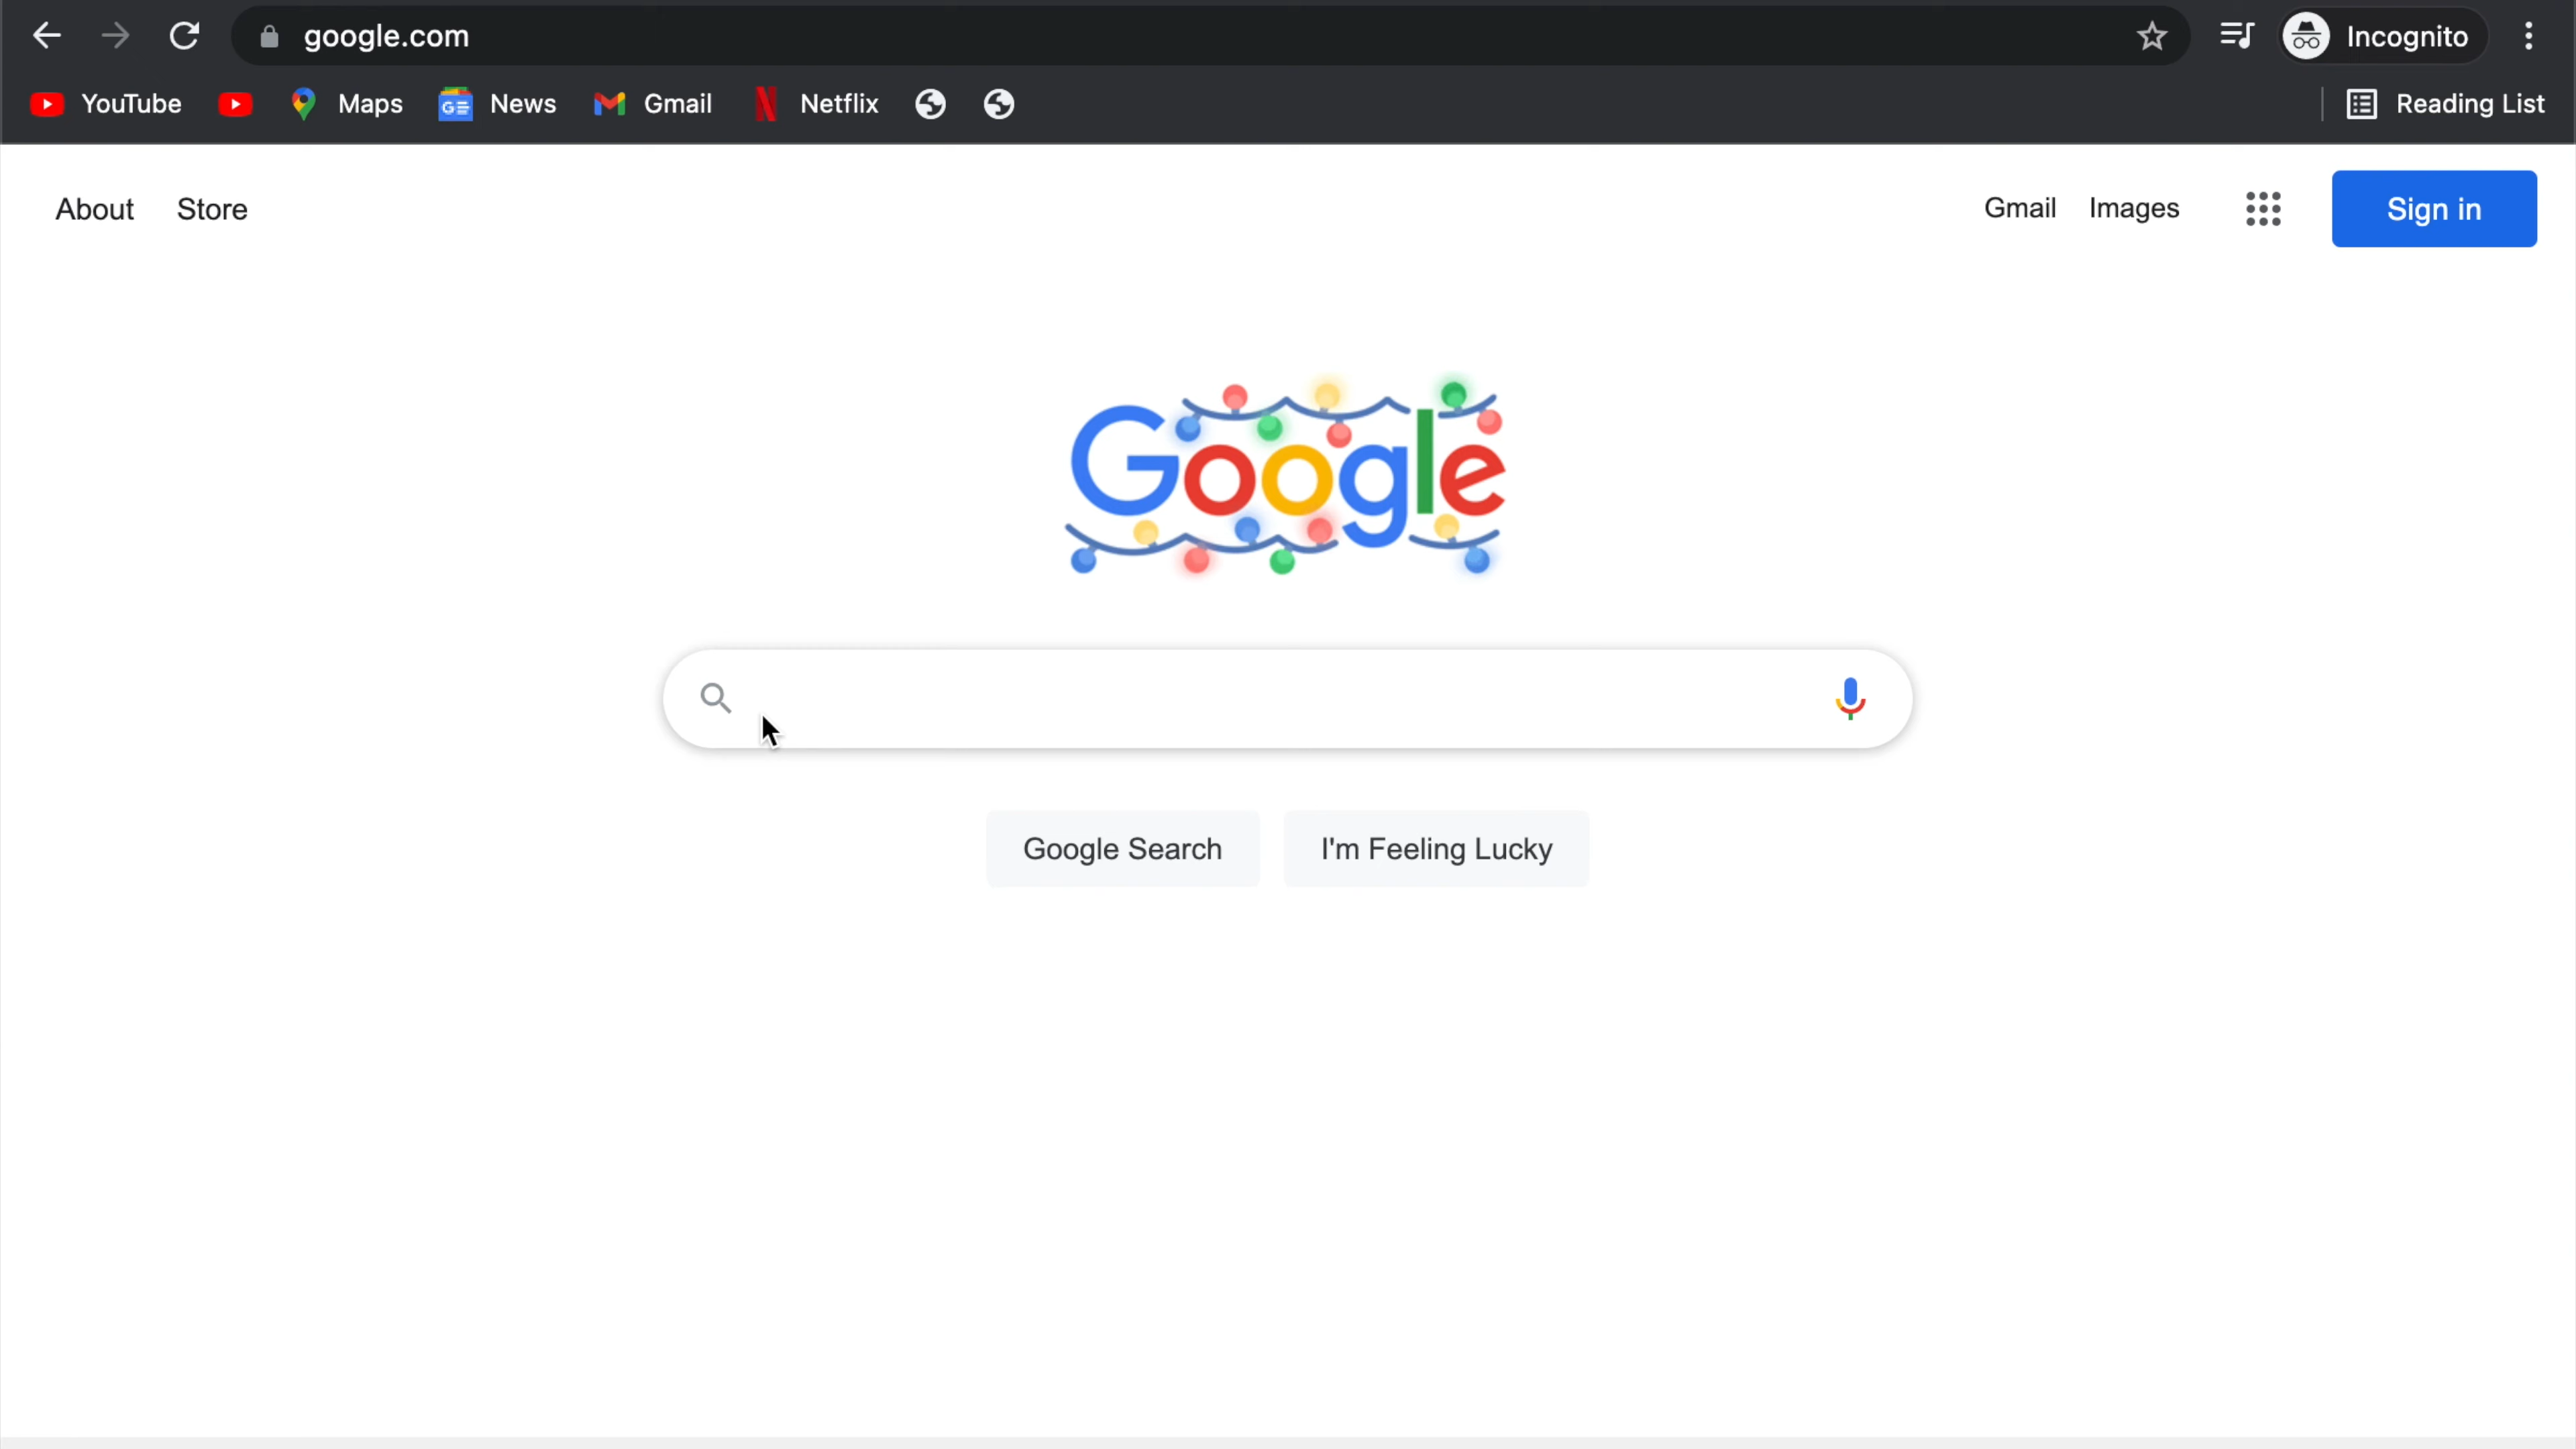 google.com
Incognito
YouTube Maps News Gmail Netflix Reading List
About Store Gmail Images Sign in
Google
Google Search I'm Feeling Lucky